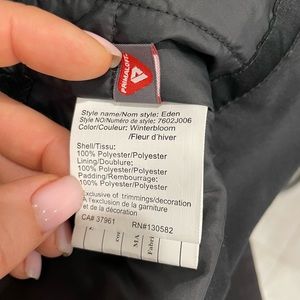 PRIMALOFT
Style name/Nom style: Eden
Style NO/Numéro de style: 7602J006
Color/Couleur: Winterbloom
/Fleur d'hiver
Shell/Tissu:
100% Polyester/Polyester
Lining/Doublure:
100% Polyester/Polyester
Padding/Rembourrage:
100% Polyester/Polyester
Exclusive of trimmings/decoration
A l'exclusion de la garniture
et de la décoration
CA# 37961 RN#130582